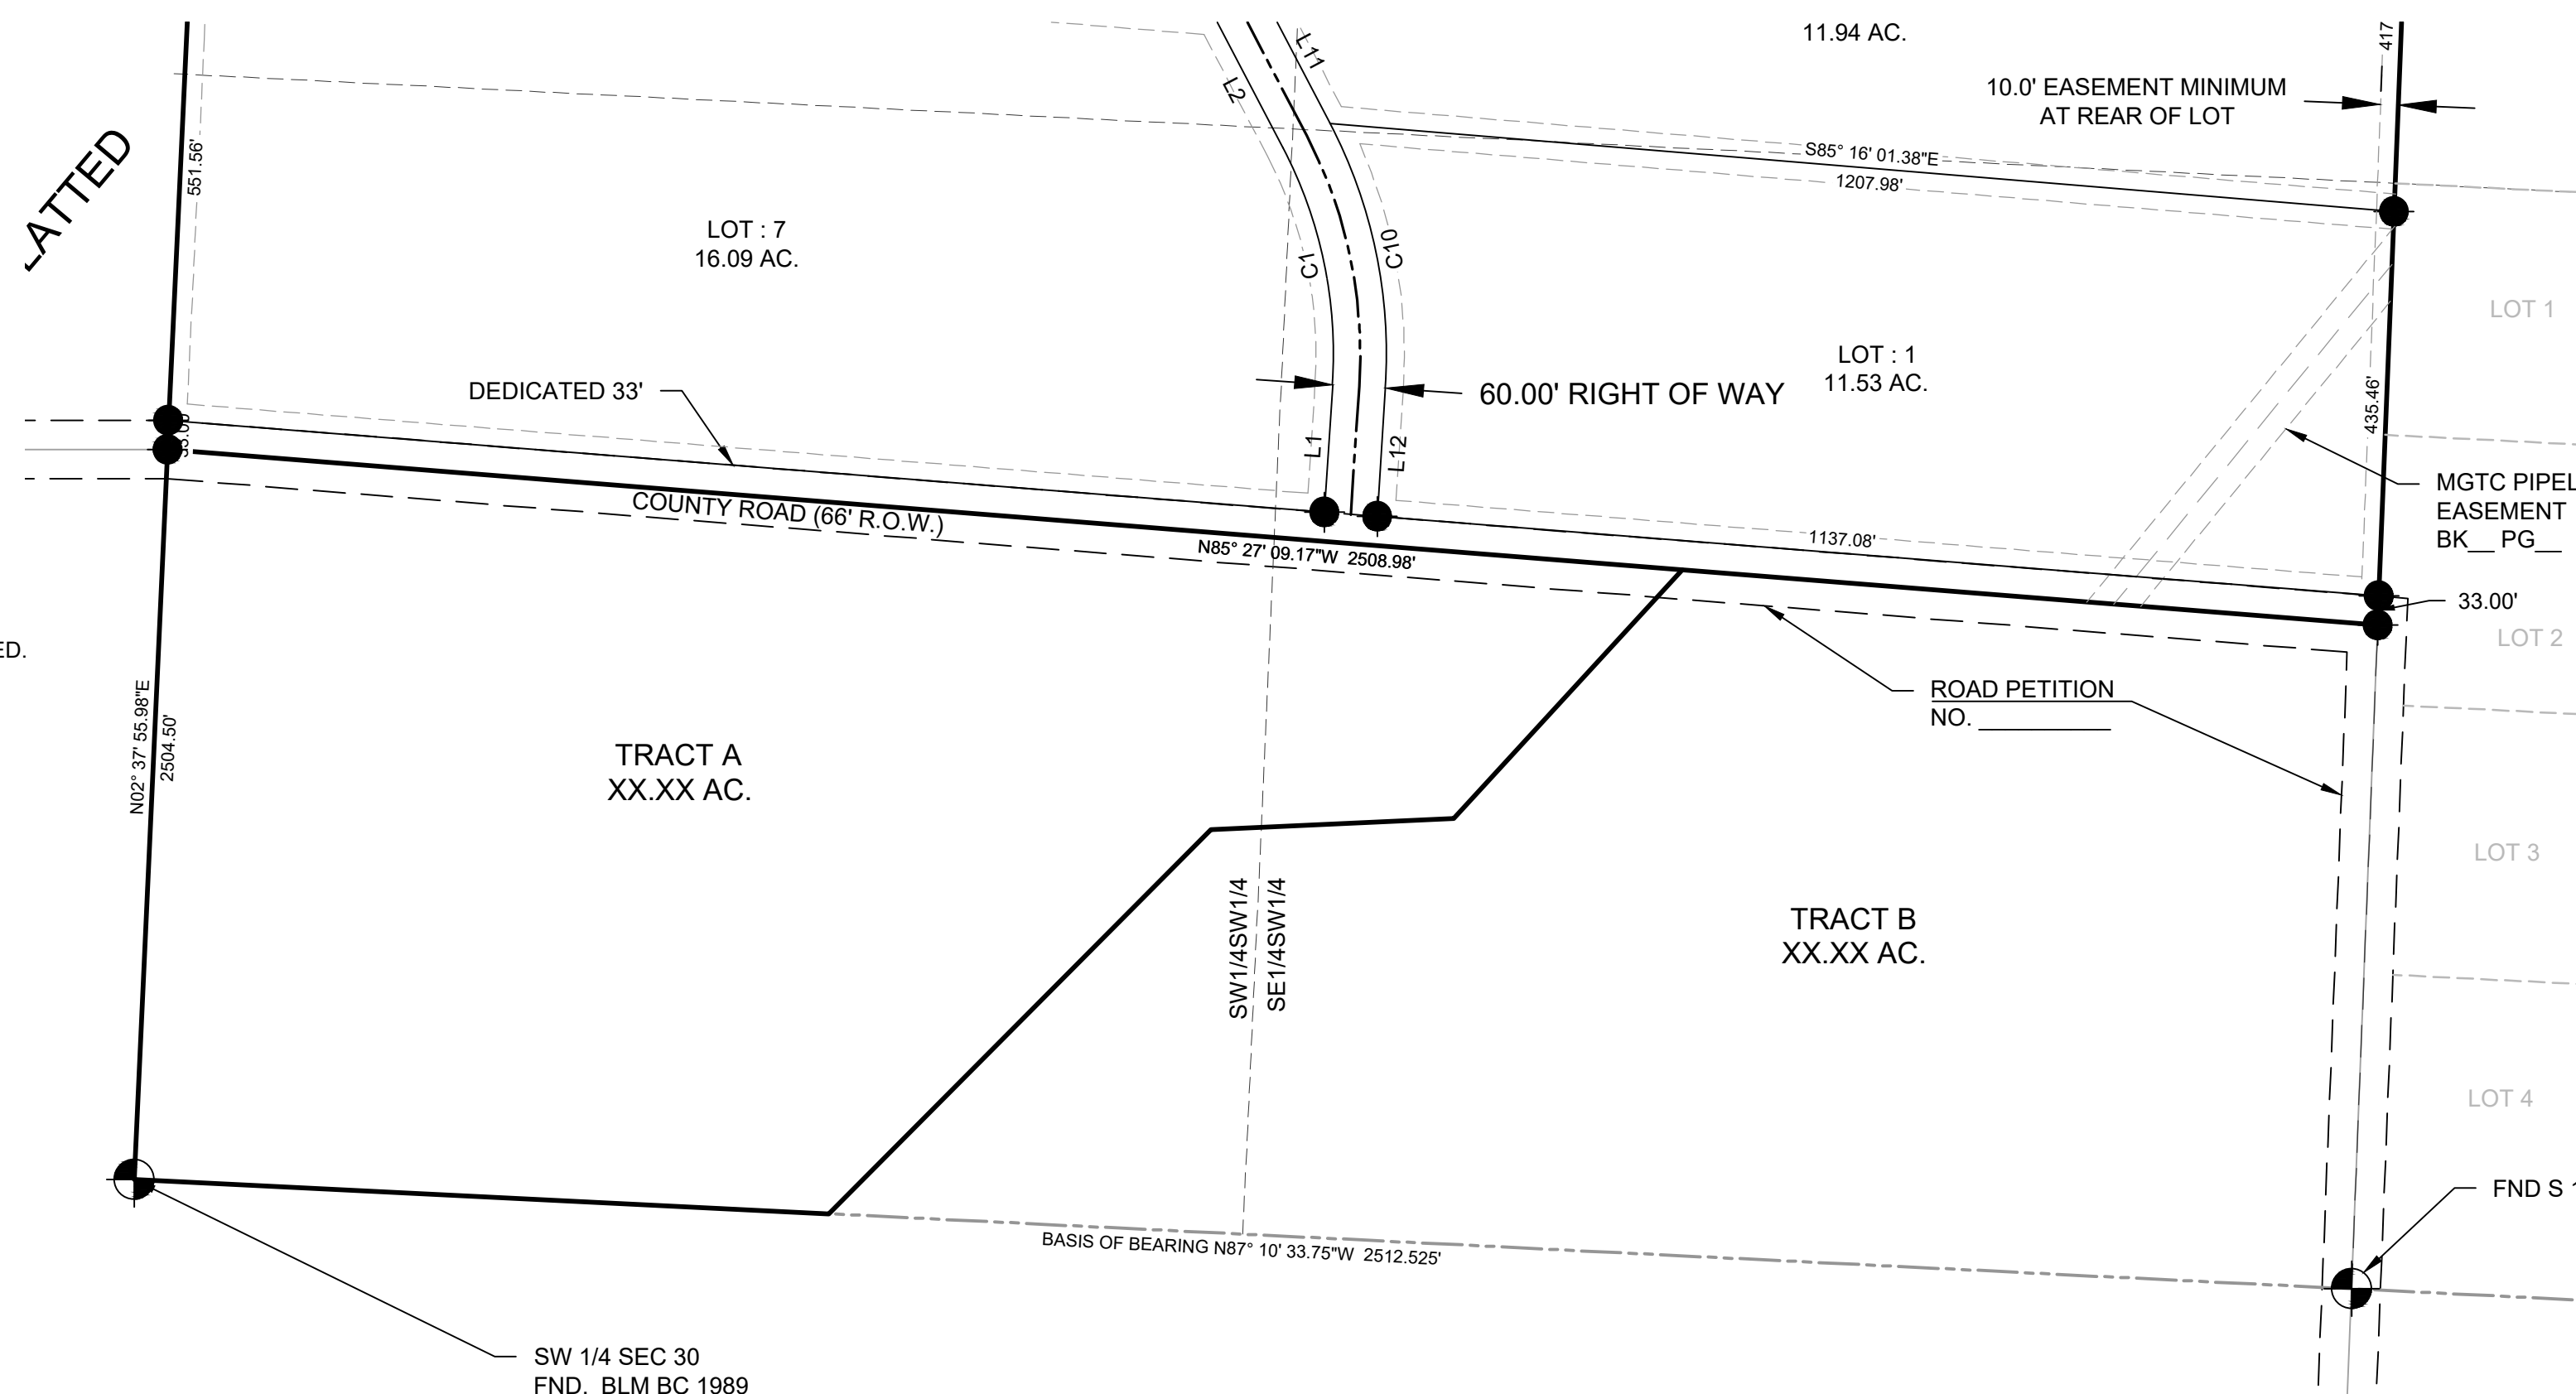 11.94 AC.
417
L11
L2
10.0' EASEMENT MINIMUM
AT REAR OF LOT
551.56'
S85° 16' 01.38"E
1207.98'
LOT : 7
16.09 AC.
C1
C10
LOT 1
LOT : 1
11.53 AC.
DEDICATED 33'
60.00' RIGHT OF WAY
435.46'
L1
L12
MGTC PIPEL
EASEMENT
BK__ PG__
COUNTY ROAD (66' R.O.W.)
1137.08'
N85° 27' 09.17"W 2508.98'
33.00'
LOT 2
ED.
ROAD PETITION
NO. ___________
N02° 37' 55.98"E
2504.50'
TRACT A
XX.XX AC.
LOT 3
SW1/4SW1/4
SE1/4SW1/4
TRACT B
XX.XX AC.
LOT 4
FND S
BASIS OF BEARING N87° 10' 33.75"W 2512.525'
SW 1/4 SEC 30
FND. BLM BC 1989